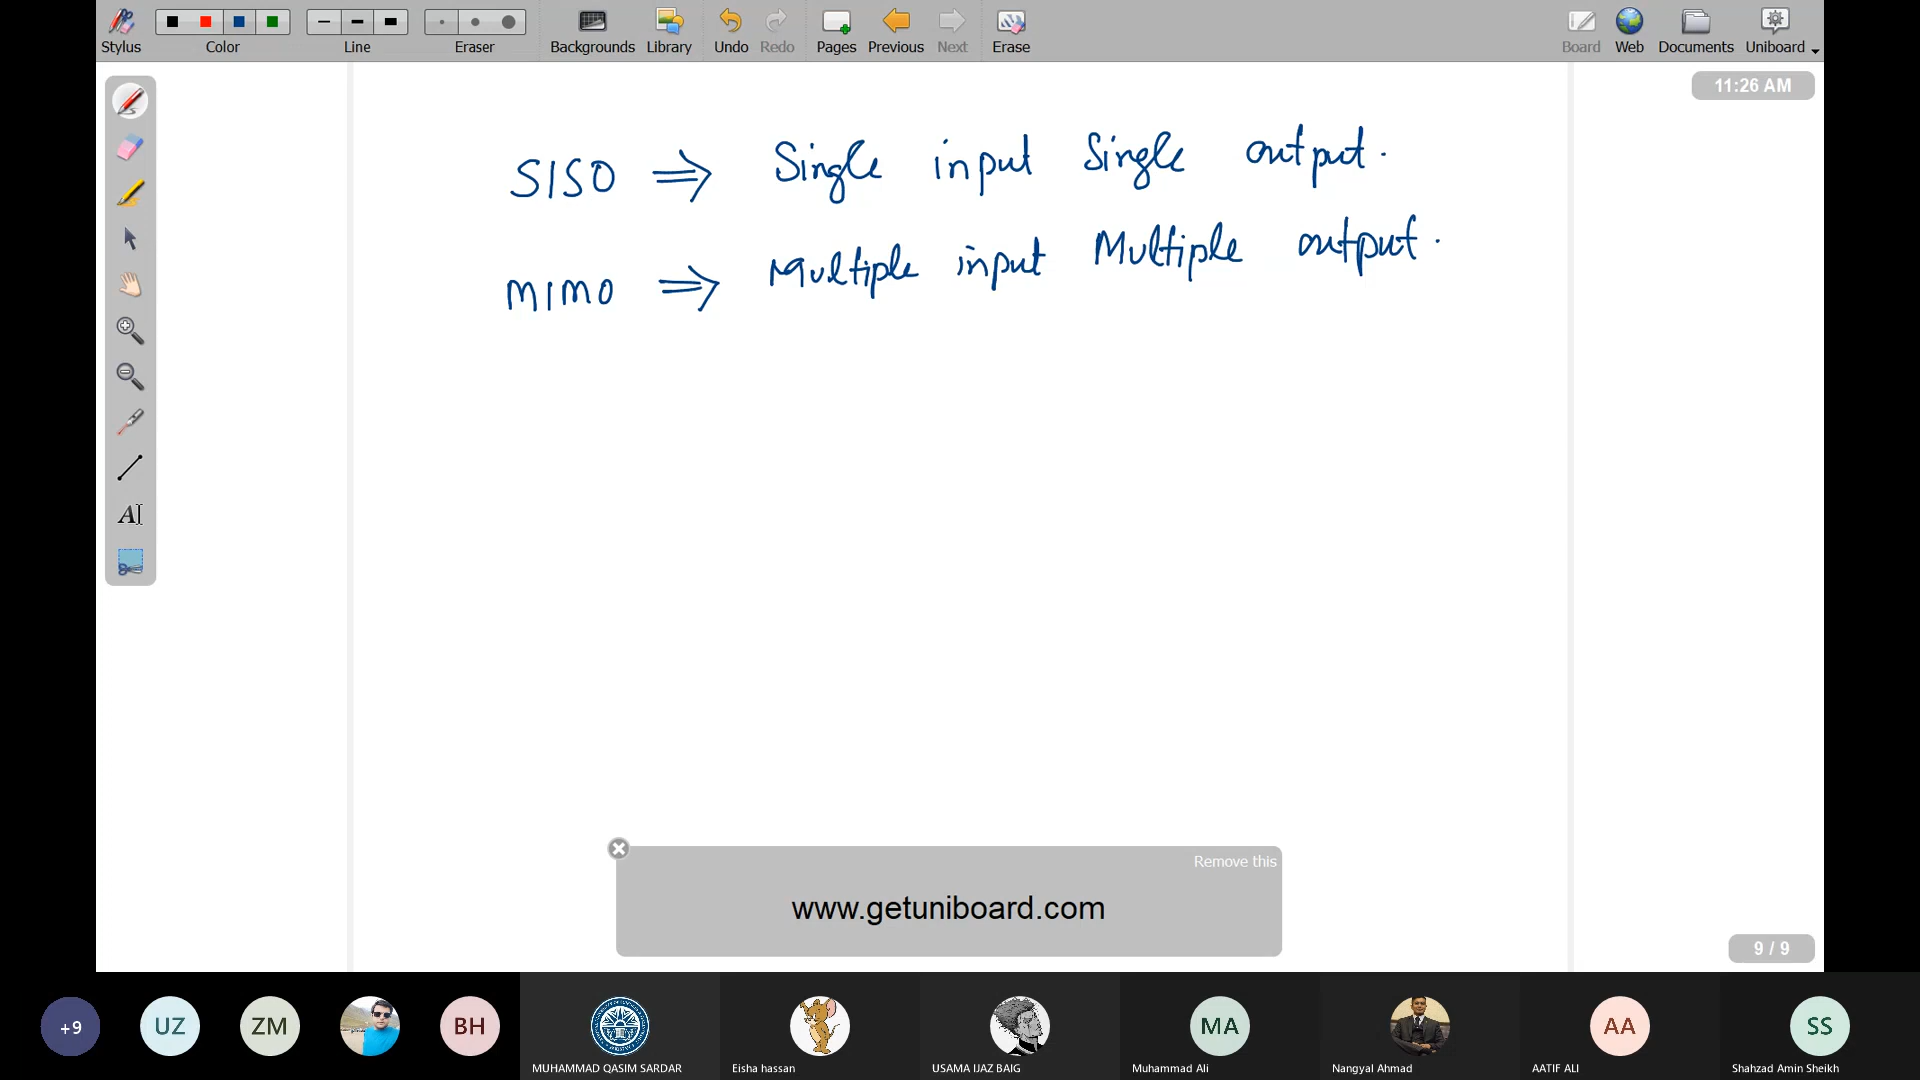 Stylus Color Line Eraser Backgrounds Library Undo Redo Pages Previous Next Erase Board Web Documents Uniboard
11:26 AM
SISO ⇒ Single input Single output.
MIMO ⇒ Multiple input Multiple output.
AI
Remove this
www.getuniboard.com
9 / 9
+9 UZ ZM BH MA AA SS
MUHAMMAD QASIM SARDAR Eisha hassan USAMA IJAZ BAIG Muhammad Ali Nangyal Ahmad AATIF ALI Shahzad Amin Sheikh